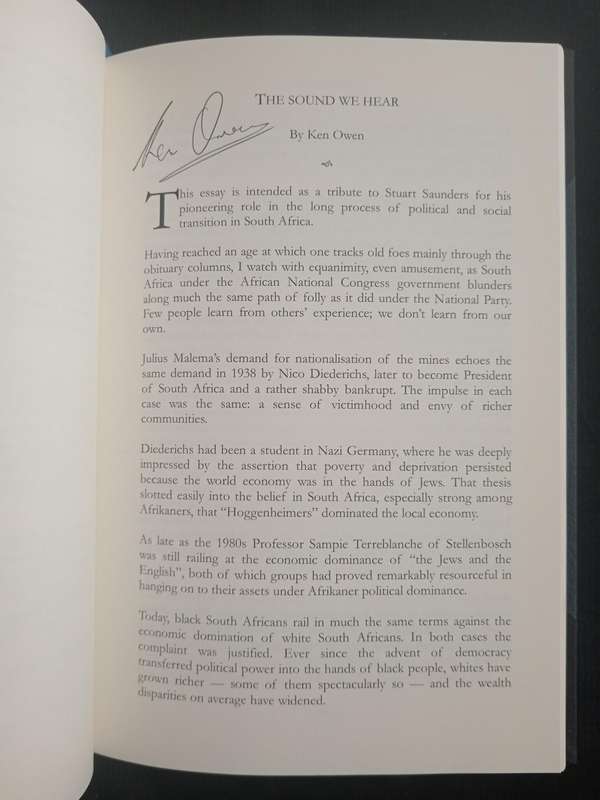 THE SOUND WE HEAR
Ken Owen
By Ken Owen
This essay is intended as a tribute to Stuart Saunders for his
pioneering role in the long process of political and social
transition in South Africa.
Having reached an age at which one tracks old foes mainly through the
obituary columns, I watch with equanimity, even amusement, as South
Africa under the African National Congress government blunders
along much the same path of folly as it did under the National Party.
Few people learn from others' experience; we don't learn from our
own.
Julius Malema's demand for nationalisation of the mines echoes the
same demand in 1938 by Nico Diederichs, later to become President
of South Africa and a rather shabby bankrupt. The impulse in each
case was the same: a sense of victimhood and envy of richer
communities.
Diederichs had been a student in Nazi Germany, where he was deeply
impressed by the assertion that poverty and deprivation persisted
because the world economy was in the hands of Jews. That thesis
slotted easily into the belief in South Africa, especially strong among
Afrikaners, that "Hoggenheimers" dominated the local economy.
As late as the 1980s Professor Sampie Terreblanche of Stellenbosch
was still railing at the economic dominance of "the Jews and the
English", both of which groups had proved remarkably resourceful in
hanging on to their assets under Afrikaner political dominance.
Today, black South Africans rail in much the same terms against the
economic domination of white South Africans. In both cases the
complaint was justified. Ever since the advent of democracy
transferred political power into the hands of black people, whites have
grown richer — some of them spectacularly so — and the wealth
disparities on average have widened.